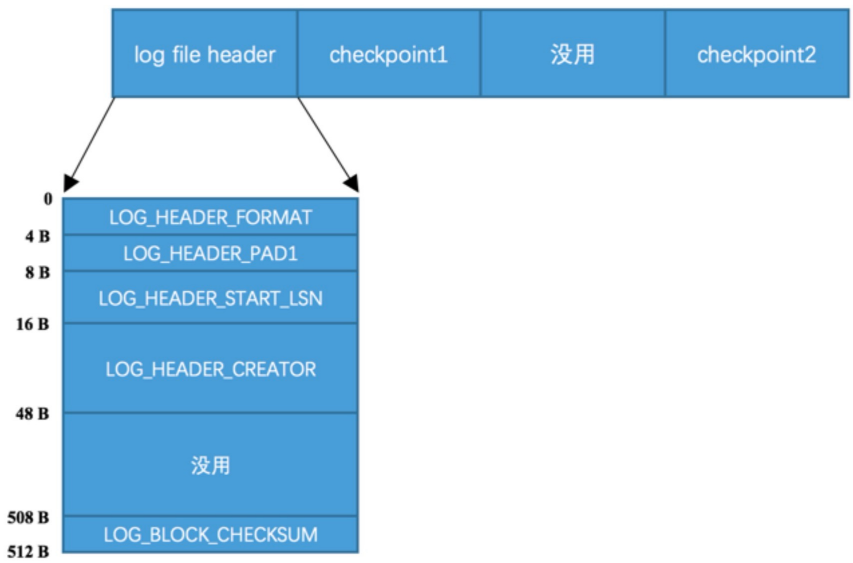 log file header
checkpoint1
没用
checkpoint2
0
LOG_HEADER_FORMAT
4 B
LOG_HEADER_PAD1
8 B
LOG_HEADER_START_LSN
16 B
LOG_HEADER_CREATOR
48 B
没用
508 B
LOG_BLOCK_CHECKSUM
512 B